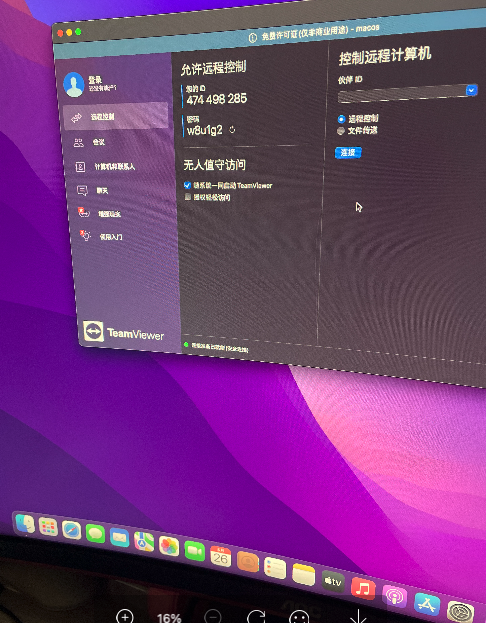 免费许可证 (仅非商业用途) - macos
登录
允许远程控制
您的 ID
474 498 285
密码
w8u1g2
无人值守访问
随系统一同启动 TeamViewer
授权轻松访问
控制远程计算机
伙伴 ID
远程控制
文件传送
连接
远程控制
会议
计算机和联系人
聊天
增强现实
使用入门
TeamViewer
26
tv
16%